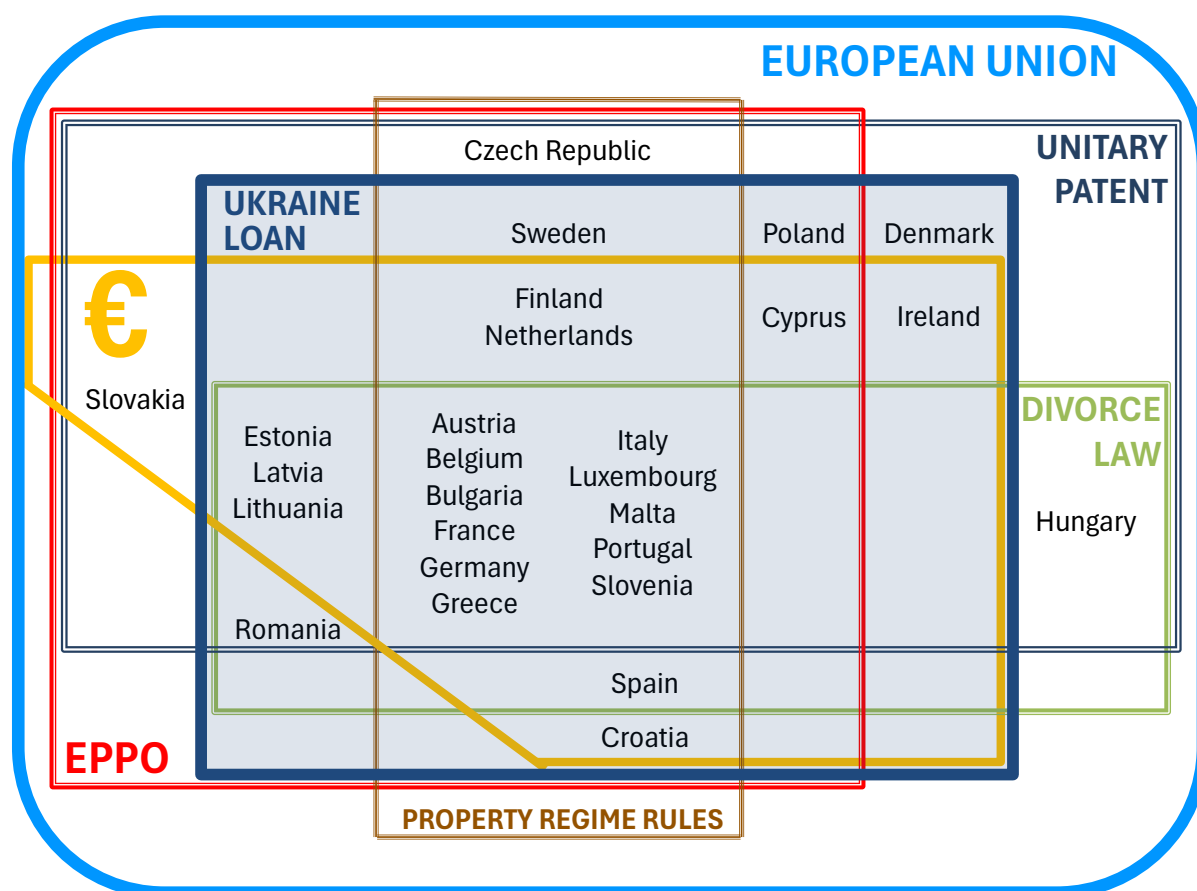 EUROPEAN UNION
UNITARY
PATENT
Czech Republic
UKRAINE
LOAN
Sweden
Poland
Denmark
€
Finland
Netherlands
Cyprus
Ireland
Slovakia
DIVORCE
LAW
Estonia
Latvia
Lithuania
Austria
Belgium
Bulgaria
France
Germany
Greece
Italy
Luxembourg
Malta
Portugal
Slovenia
Hungary
Romania
Spain
Croatia
EPPO
PROPERTY REGIME RULES